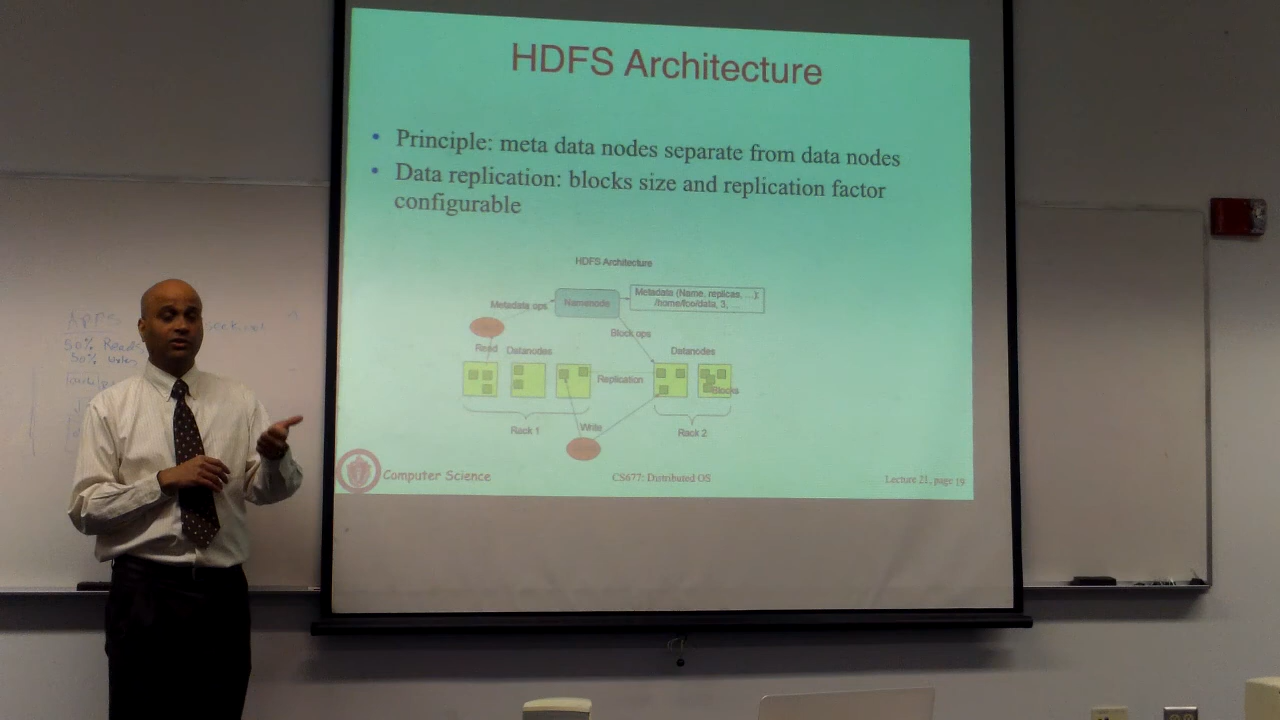 HDFS Architecture
• Principle: meta data nodes separate from data nodes
• Data replication: blocks size and replication factor
configurable
HDFS Architecture
Metadata ops
Namenode
Metadata (Name, replicas, ...):
/home/foo/data, 3, ...
Block ops
Read
Datanodes
Datanodes
Replication
Blocks
Rack 1
Write
Rack 2
Computer Science
CS677: Distributed OS
Lecture 21, page 19
APPS
50% Reads
50%